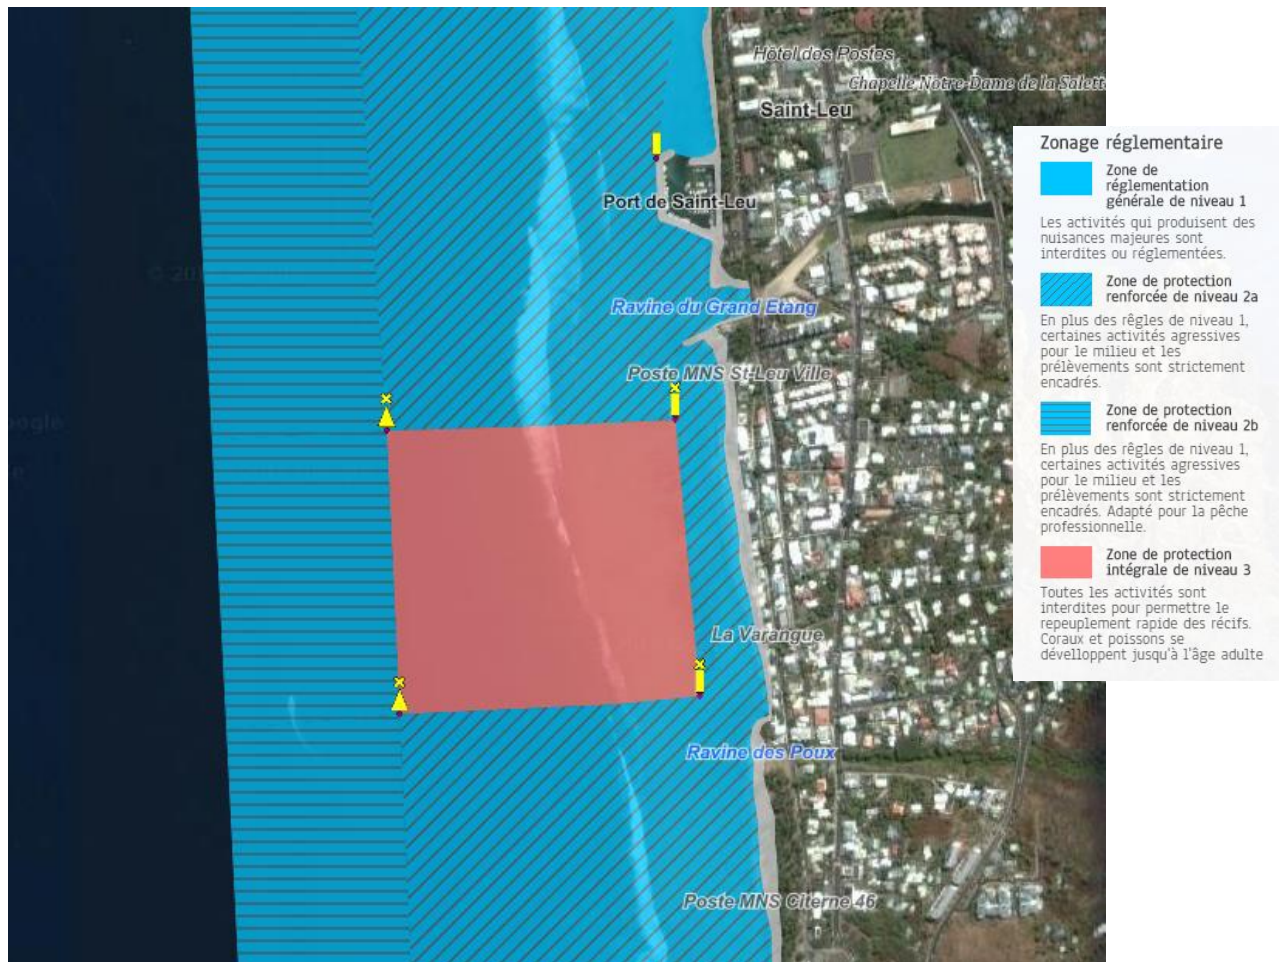 Hôtel des Postes
Chapelle Notre-Dame de la Salett
Saint-Leu
Port de Saint-Leu
Ravine du Grand Etang
Poste MNS St-Leu Ville
La Varangue
Ravine des Poux
Poste MNS Citerne 46
© 20
ogle
Zonage réglementaire
Zone de
réglementation
générale de niveau 1
Les activités qui produisent des
nuisances majeures sont
interdites ou réglementées.
Zone de protection
renforcée de niveau 2a
En plus des rêgles de niveau 1,
certaines activités agressives
pour le milieu et les
prélèvements sont strictement
encadrés.
Zone de protection
renforcée de niveau 2b
En plus des rêgles de niveau 1,
certaines activités agressives
pour le milieu et les
prélèvements sont strictement
encadrés. Adapté pour la pêche
professionnelle.
Zone de protection
intégrale de niveau 3
Toutes les activités sont
interdites pour permettre le
repeuplement rapide des récifs.
Coraux et poissons se
dévelloppent jusqu'à l'âge adulte